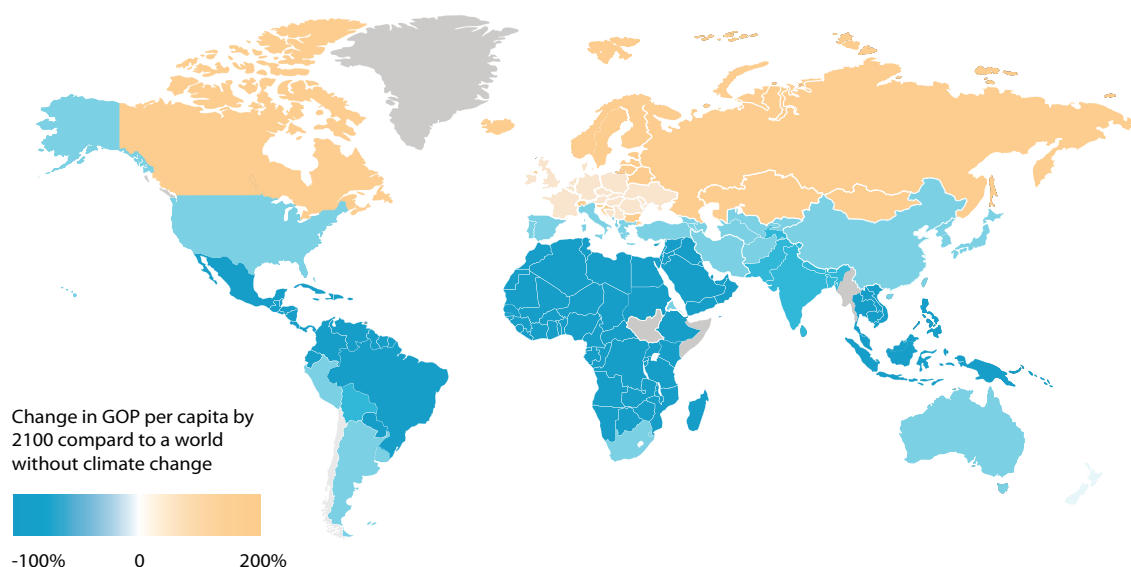 Change in GOP per capita by
2100 compard to a world
without climate change
-100% 0 200%